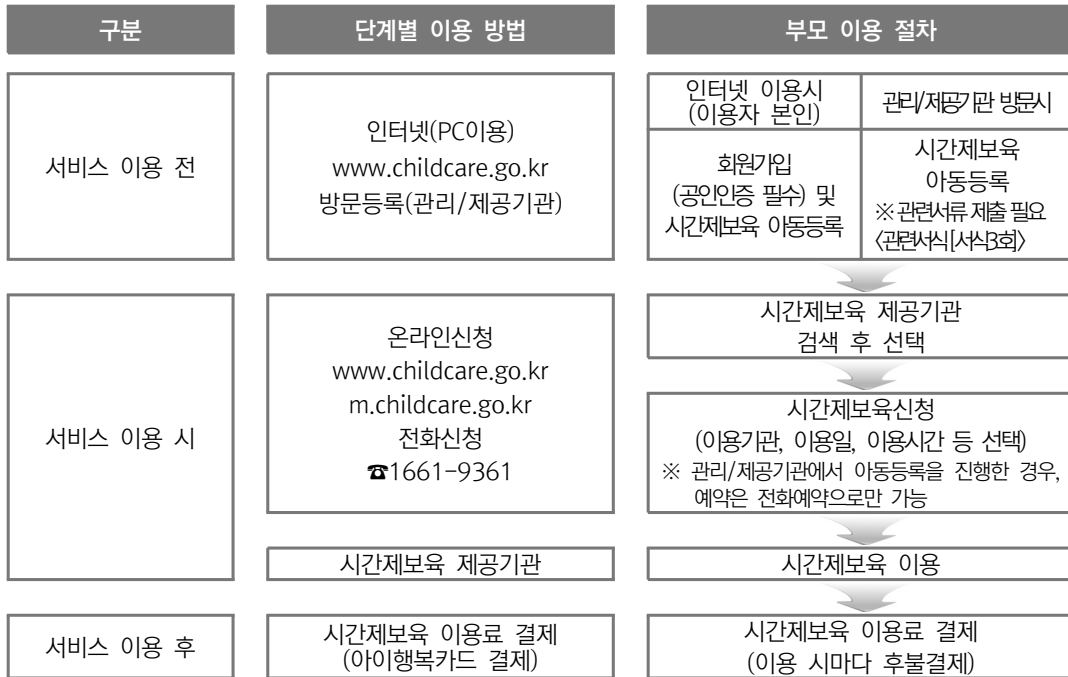 구분
단계별 이용 방법
부모 이용 절차
서비스 이용 전
인터넷(PC이용)
www.childcare.go.kr
방문등록(관리/제공기관)
인터넷 이용시
(이용자 본인)
관리/제공기관 방문시
회원가입
(공인인증 필수) 및
시간제보육 아동등록
시간제보육
아동등록
※ 관련서류 제출 필요
〈관련서식[서식3호]〉
서비스 이용 시
온라인신청
www.childcare.go.kr
m.childcare.go.kr
전화신청
☎1661-9361
시간제보육 제공기관
검색 후 선택
시간제보육신청
(이용기관, 이용일, 이용시간 등 선택)
※ 관리/제공기관에서 아동등록을 진행한 경우,
예약은 전화예약으로만 가능
시간제보육 제공기관
시간제보육 이용
서비스 이용 후
시간제보육 이용료 결제
(아이행복카드 결제)
시간제보육 이용료 결제
(이용 시마다 후불결제)